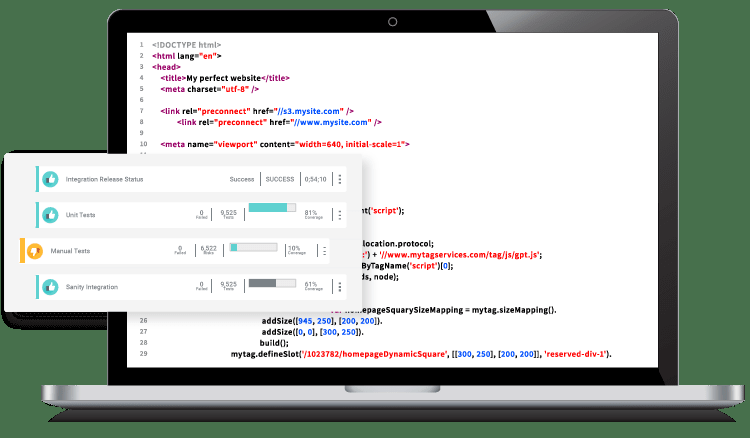 1 <!DOCTYPE html>
2 <html lang="en">
3 <head>
4 <title>My perfect website</title>
5 <meta charset="utf-8" />
6
7 <link rel="preconnect" href="//s3.mysite.com" />
8 <link rel="preconnect" href="//www.mysite.com" />
9
10 <meta name="viewport" content="width=640, initial-scale=1">
Integration Release Status Success SUCCESS 0:54:10
Unit Texts 0 Failed 9,525 Tests 81% Coverage
Manual Texts 0 Failed 6,522 10% Coverage
Sanity Integration 0 Failed 9,525 Tests 61% Coverage
nt('script');
location.protocol;
:') + '//www.mytagservices.com/tag/js/gpt.js';
ByTagName('script')[0];
ds, node);
homepageSquarySizeMapping = mytag.sizeMapping().
26 addSize([945, 250], [200, 200]).
27 addSize([0, 0], [300, 250]).
28 build();
29 mytag.defineSlot('/1023782/homepageDynamicSquare', [[300, 250], [200, 200]], 'reserved-div-1').